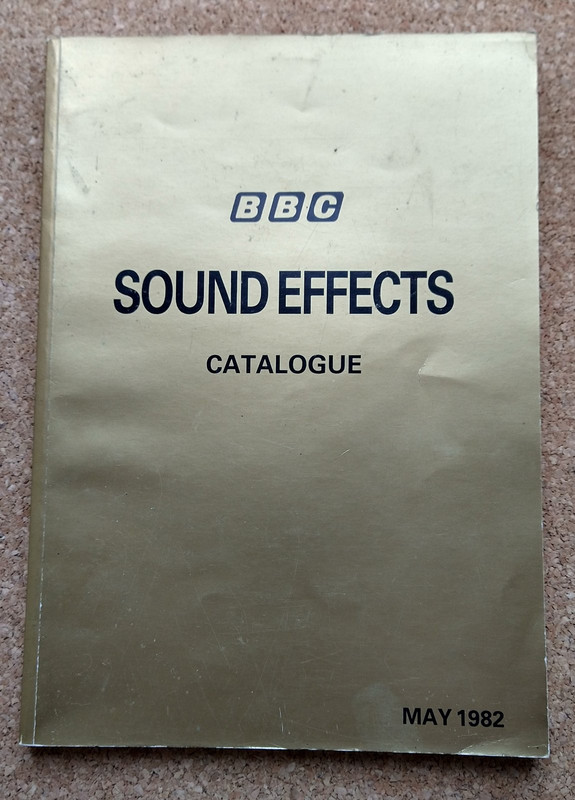 BBC
SOUND EFFECTS
CATALOGUE
MAY 1982